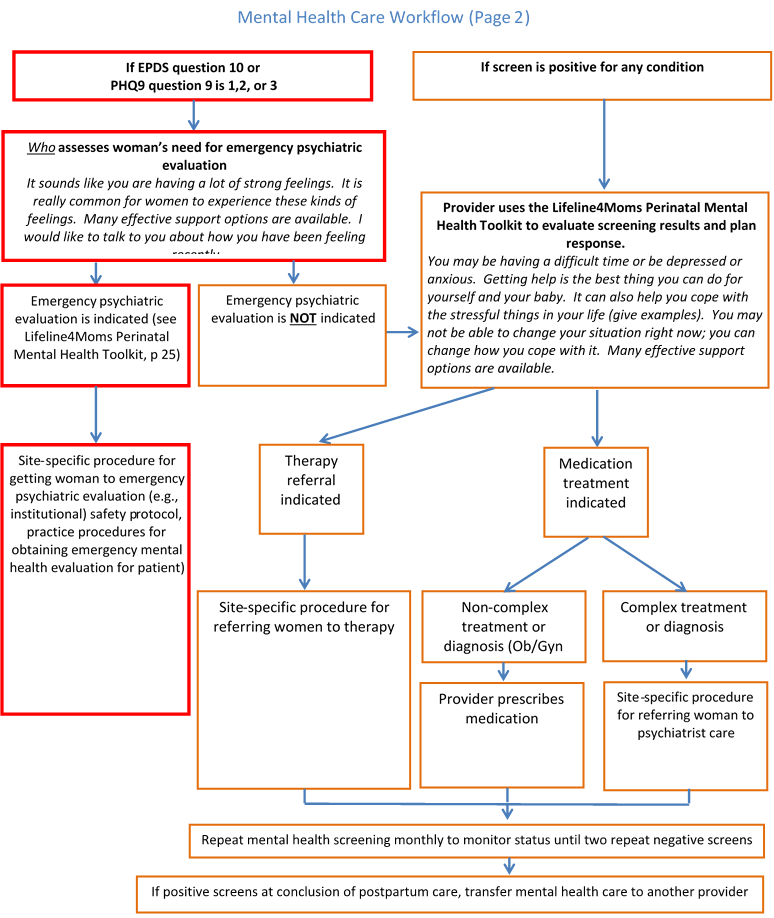 Mental Health Care Workflow (Page 2)
If EPDS question 10 or
PHQ9 question 9 is 1,2, or 3
If screen is positive for any condition
Who assesses woman's need for emergency psychiatric
evaluation
It sounds like you are having a lot of strong feelings.  It is
really common for women to experience these kinds of
feelings.  Many effective support options are available.  I
would like to talk to you about how you have been feeling
recently
Provider uses the Lifeline4Moms Perinatal Mental
Health Toolkit to evaluate screening results and plan
response.
You may be having a difficult time or be depressed or
anxious.  Getting help is the best thing you can do for
yourself and your baby.  It can also help you cope with
the stressful things in your life (give examples).  You may
not be able to change your situation right now; you can
change how you cope with it.  Many effective support
options are available.
Emergency psychiatric
evaluation is indicated (see
Lifeline4Moms Perinatal
Mental Health Toolkit, p 25)
Emergency psychiatric
evaluation is NOT indicated
Site-specific procedure for
getting woman to emergency
psychiatric evaluation (e.g.,
institutional) safety protocol,
practice procedures for
obtaining emergency mental
health evaluation for patient)
Therapy
referral
indicated
Medication
treatment
indicated
Site-specific procedure for
referring women to therapy
Non-complex
treatment or
diagnosis (Ob/Gyn
Complex treatment
or diagnosis
Provider prescribes
medication
Site-specific procedure
for referring woman to
psychiatrist care
Repeat mental health screening monthly to monitor status until two repeat negative screens
If positive screens at conclusion of postpartum care, transfer mental health care to another provider